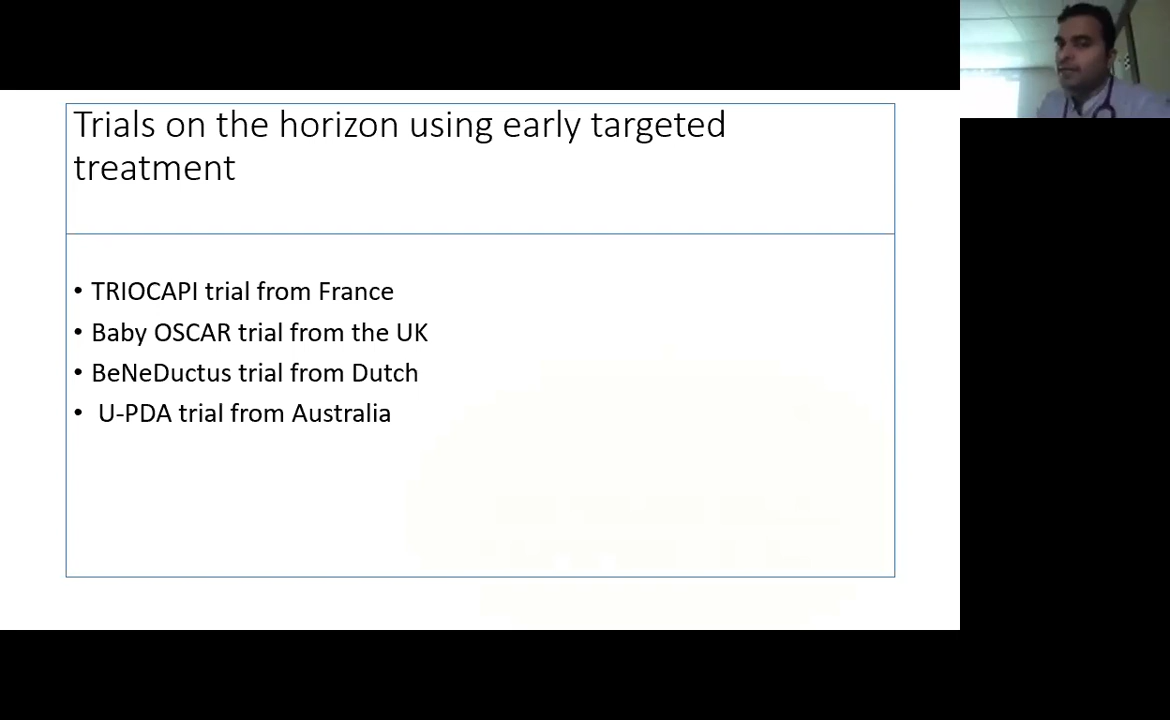 Trials on the horizon using early targeted
treatment
• TRIOCAPI trial from France
• Baby OSCAR trial from the UK
• BeNeDuctus trial from Dutch
• U-PDA trial from Australia